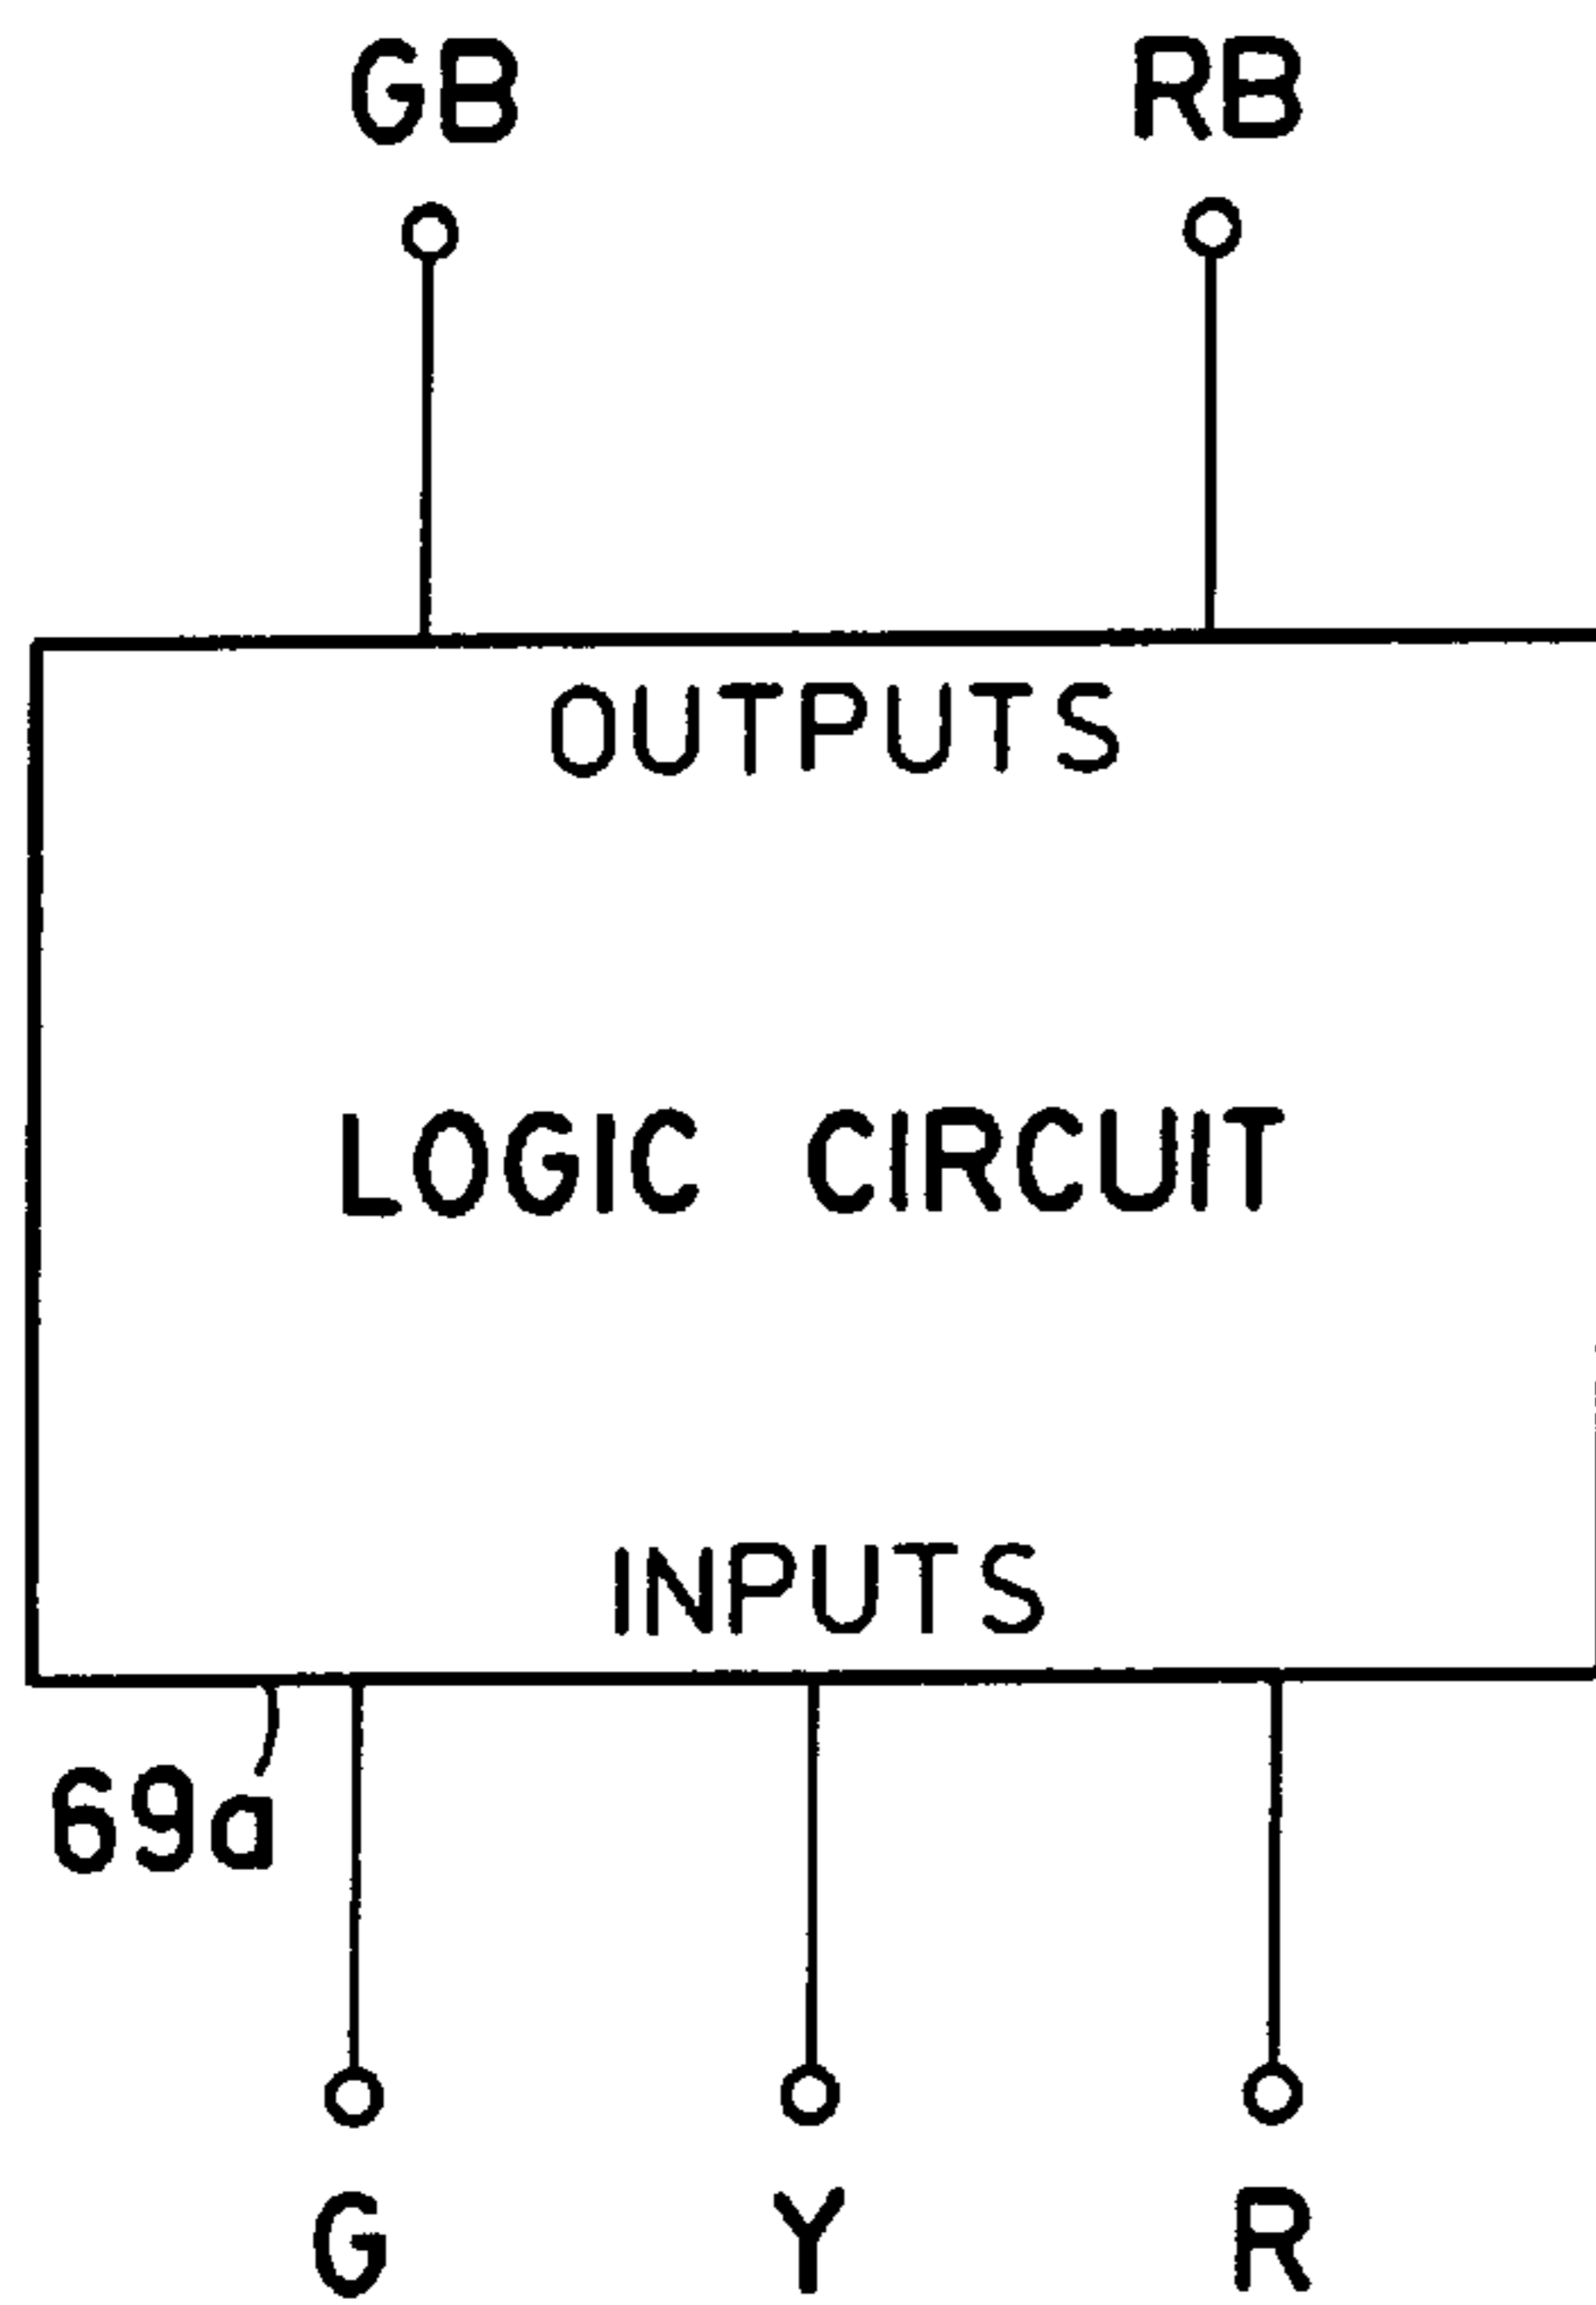 GB RB
OUTPUTS
LOGIC CIRCUIT
INPUTS
69a
G Y R